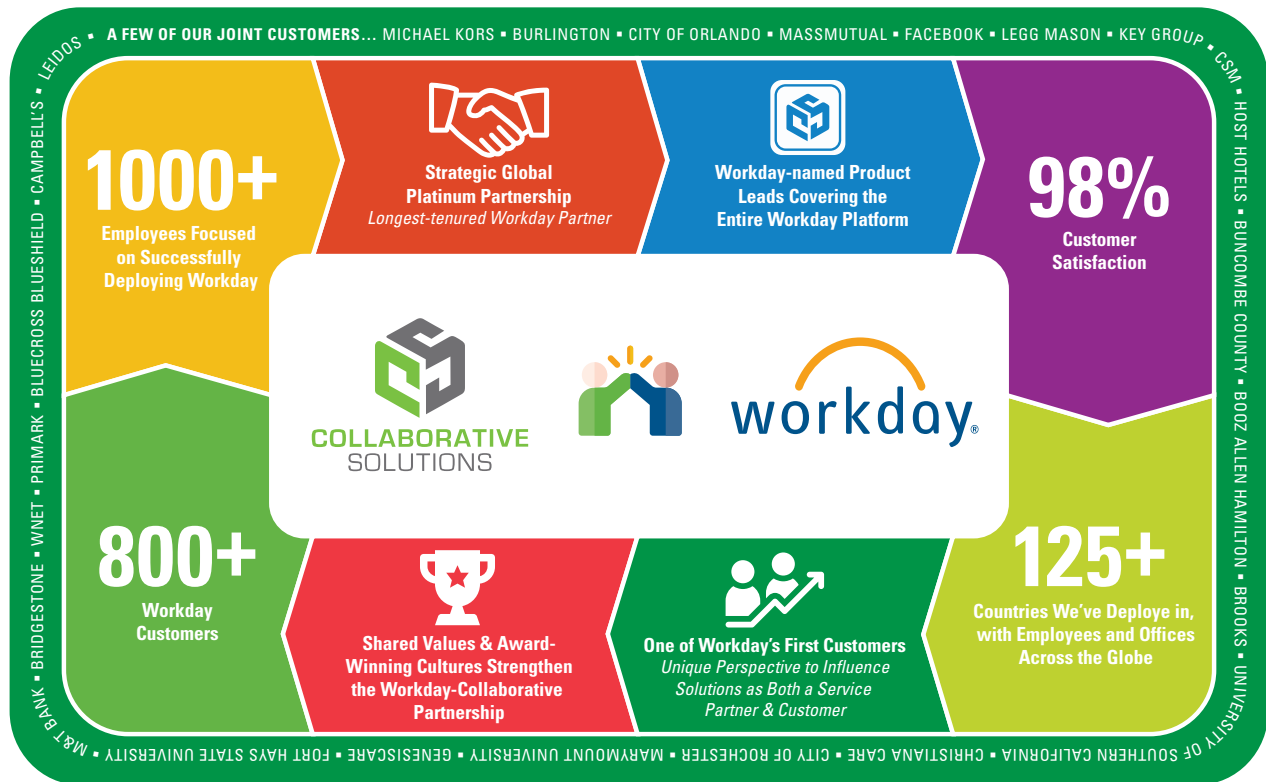 A FEW OF OUR JOINT CUSTOMERS... MICHAEL KORS ▪ BURLINGTON ▪ CITY OF ORLANDO ▪ MASSMUTUAL ▪ FACEBOOK ▪ LEGG MASON ▪ KEY GROUP ▪ CSM ▪ HOST HOTELS ▪ BUNCOMBE COUNTY ▪ BOOZ ALLEN HAMILTON ▪ BROOKS ▪ UNIVERSITY OF SOUTHERN CALIFORNIA ▪ CHRISTIANA CARE ▪ CITY OF ROCHESTER ▪ MARYMOUNT UNIVERSITY ▪ GENESISCARE ▪ FORT HAYS STATE UNIVERSITY ▪ M&T BANK ▪ BRIDGESTONE ▪ WNET ▪ PRIMARK ▪ BLUECROSS BLUESHIELD ▪ CAMPBELL'S ▪ LEIDOS ▪
1000+
Employees Focused
on Successfully
Deploying Workday
Strategic Global
Platinum Partnership
Longest-tenured Workday Partner
Workday-named Product
Leads Covering the
Entire Workday Platform
98%
Customer
Satisfaction
COLLABORATIVE
SOLUTIONS
workday®
800+
Workday
Customers
Shared Values & Award-
Winning Cultures Strengthen
the Workday-Collaborative
Partnership
One of Workday's First Customers
Unique Perspective to Influence
Solutions as Both a Service
Partner & Customer
125+
Countries We've Deploye in,
with Employees and Offices
Across the Globe